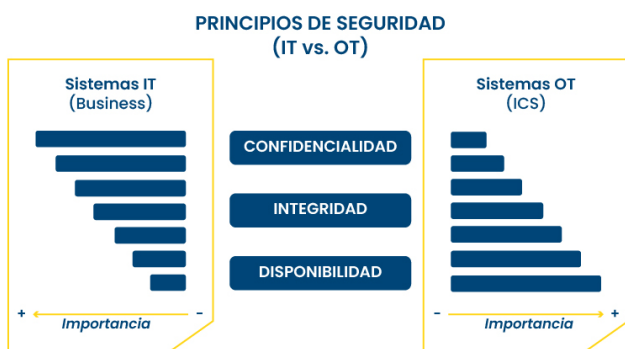 PRINCIPIOS DE SEGURIDAD
(IT vs. OT)
Sistemas IT
(Business)
CONFIDENCIALIDAD
INTEGRIDAD
DISPONIBILIDAD
Sistemas OT
(ICS)
+ -
Importancia
- +
Importancia